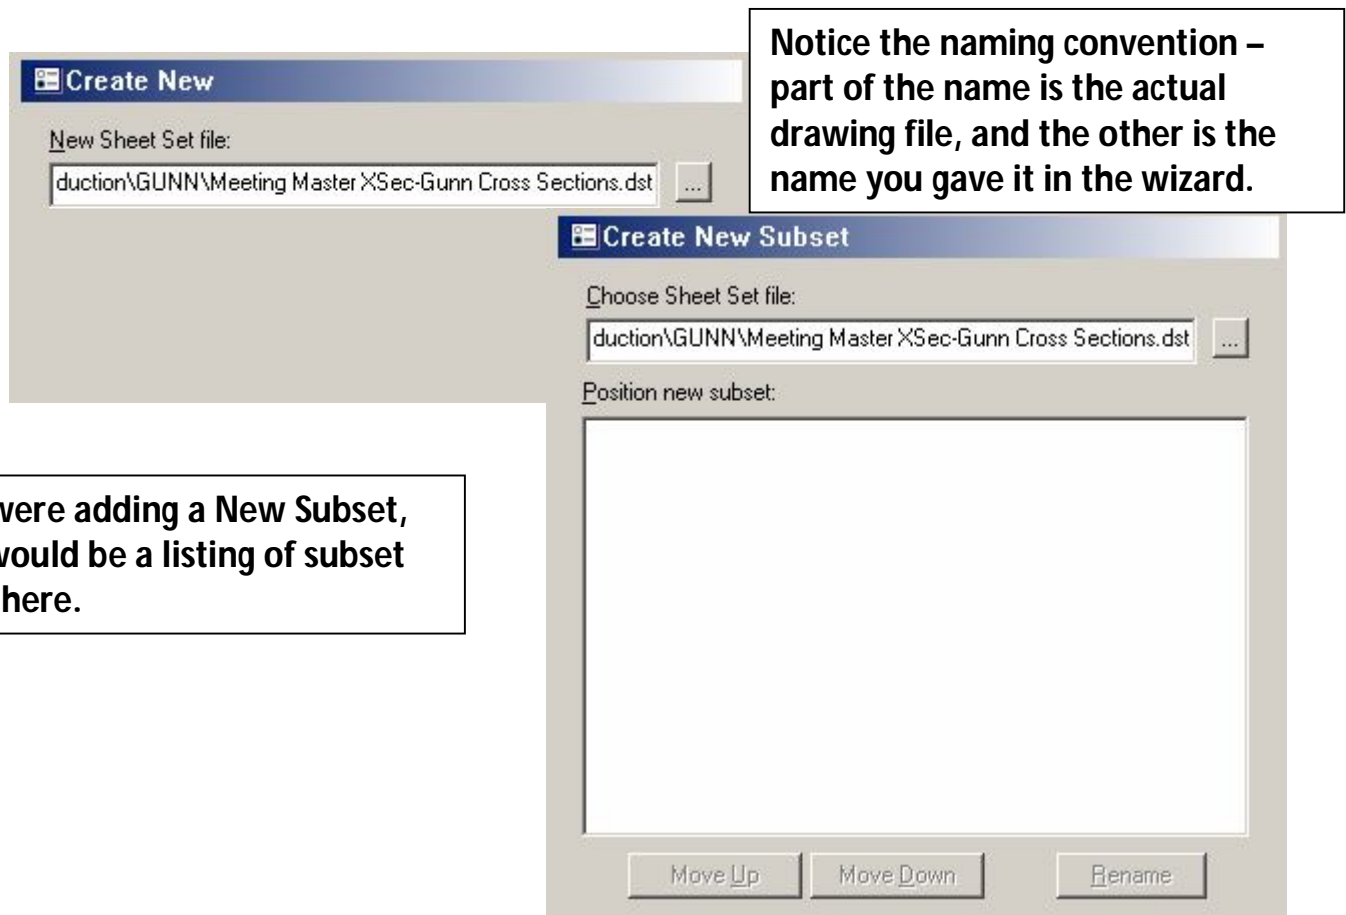 Notice the naming convention –
part of the name is the actual
drawing file, and the other is the
name you gave it in the wizard.
Create New
New Sheet Set file:
duction\GUNN\Meeting Master XSec-Gunn Cross Sections.dst
...
Create New Subset
Choose Sheet Set file:
duction\GUNN\Meeting Master XSec-Gunn Cross Sections.dst
...
Position new subset:
were adding a New Subset,
would be a listing of subset
here.
Move Up
Move Down
Rename